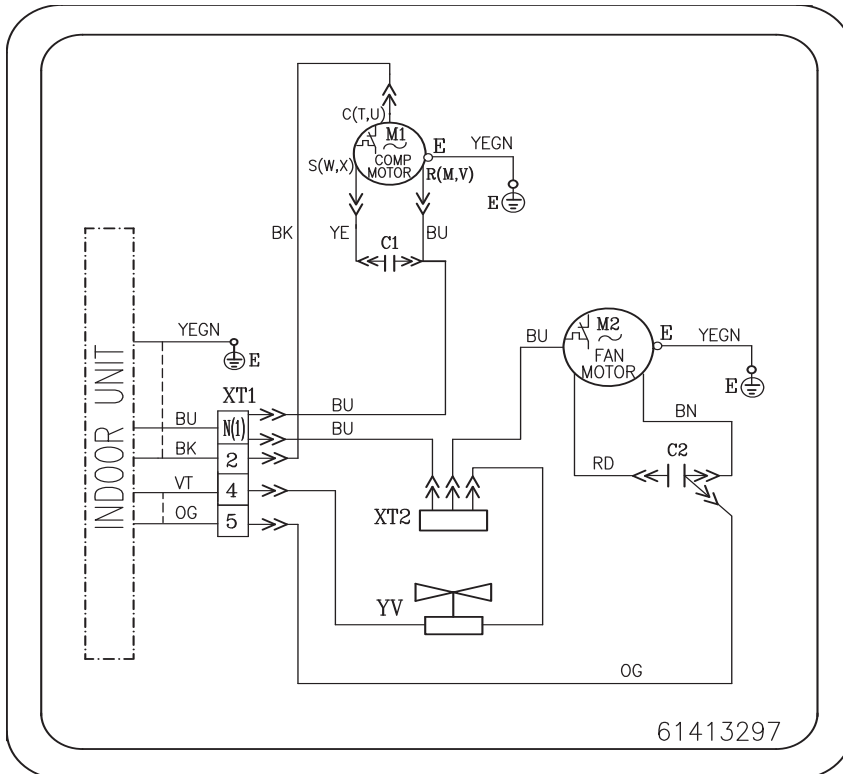 C(T,U)
M1
COMP
MOTOR
S(W,X)
R(M,V)
E
YEGN
E
BK
YE
C1
BU
INDOOR UNIT
YEGN
E
XT1
BU
N(1)
BU
BU
BK
2
VT
4
OG
5
BU
M2
FAN
MOTOR
E
YEGN
E
BN
RD
C2
XT2
YV
OG
61413297